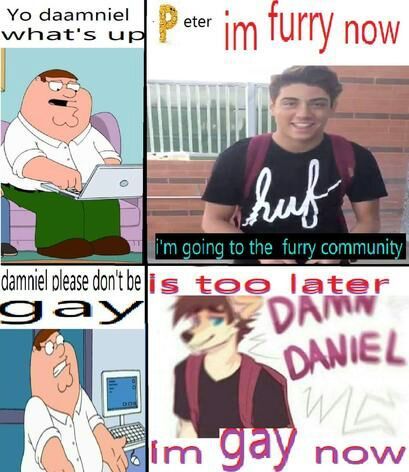 Yo daamniel
what's up
Peter im furry now
huf
i'm going to the furry community
damniel please don't be
gay
is too later
DAMN
DANIEL
im gay now